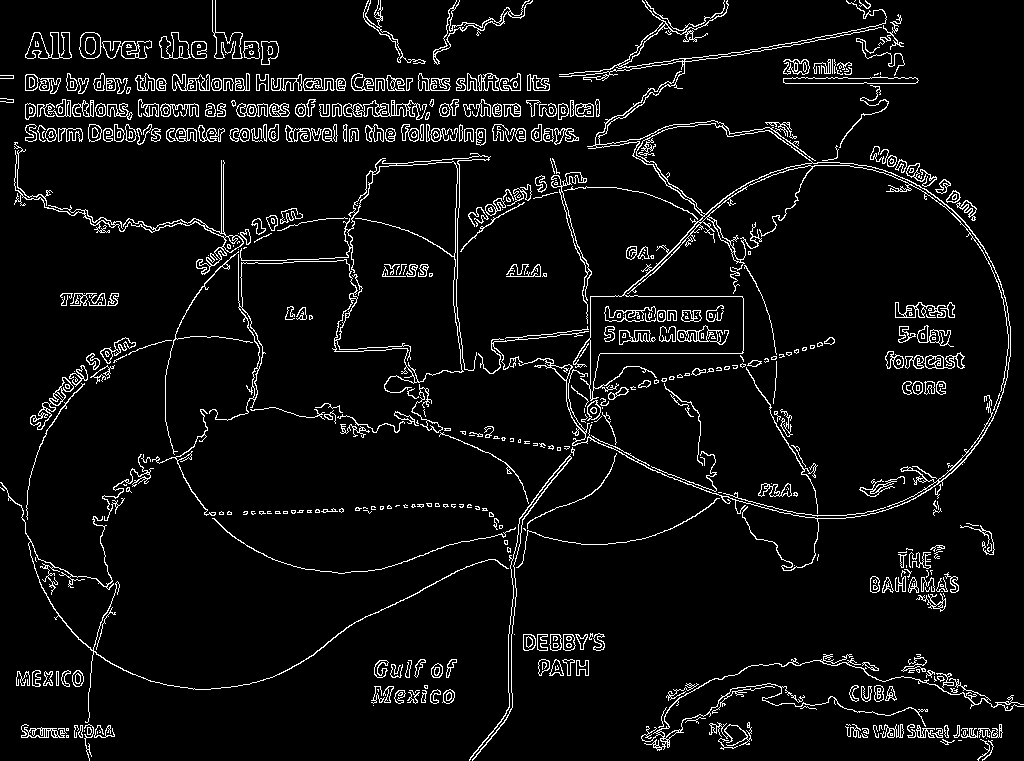 All Over the Map
Day by day, the National Hurricane Center has shifted its
predictions, known as ‘cones of uncertainty,’ of where Tropical
Storm Debby’s center could travel in the following five days.
200 miles
Monday 5 p.m.
Monday 5 a.m.
Sunday 2 p.m.
Saturday 5 p.m.
TEXAS
LA.
MISS.
ALA.
GA.
Location as of
5 p.m. Monday
Latest
5-day
forecast
cone
FLA.
THE
BAHAMAS
DEBBY’S
PATH
Gulf of
Mexico
MEXICO
CUBA
Source: NOAA
The Wall Street Journal